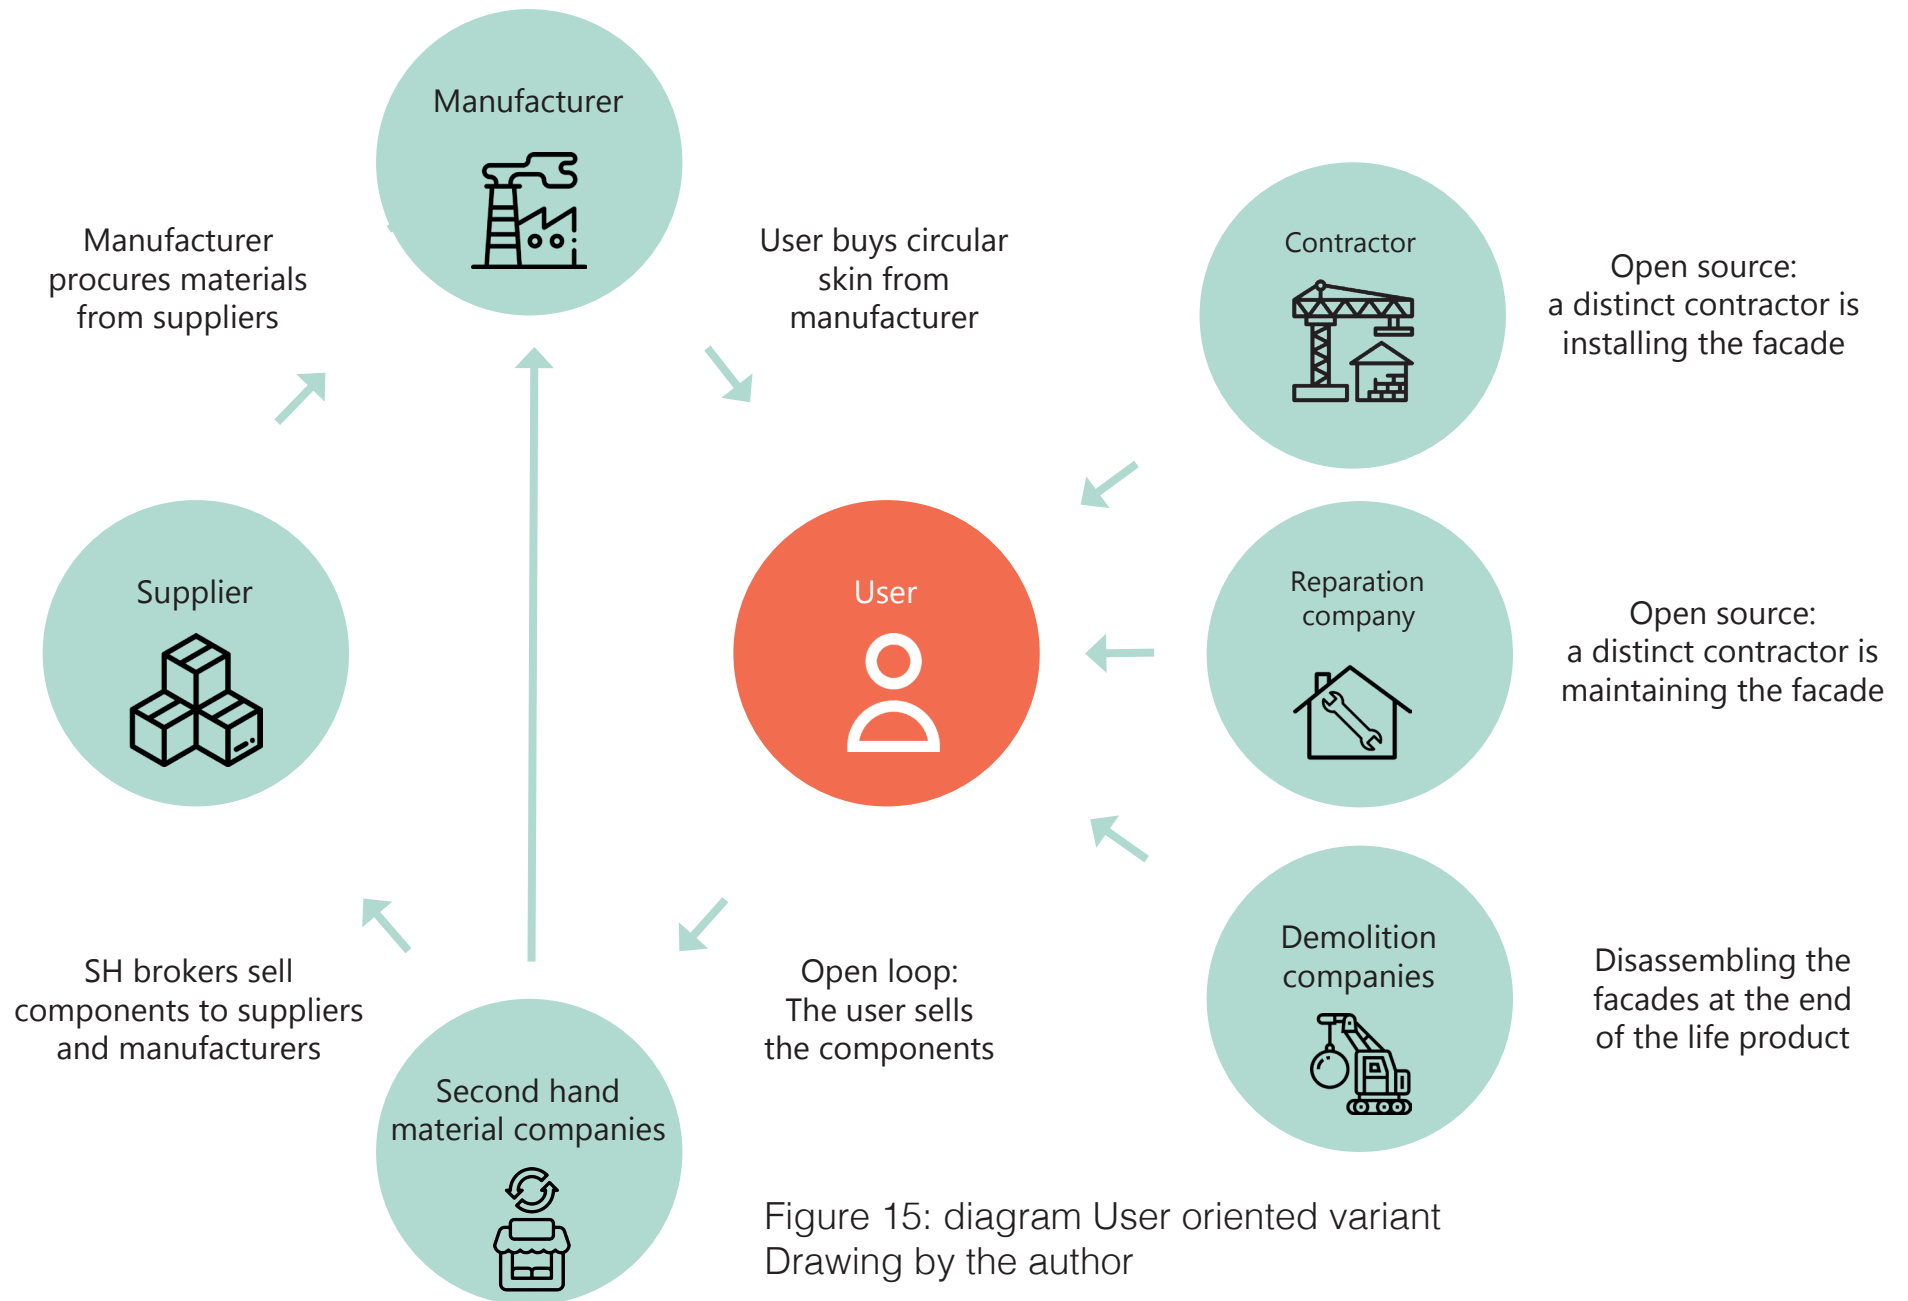 Manufacturer
Manufacturer
procures materials
from suppliers
User buys circular
skin from
manufacturer
Contractor
Open source:
a distinct contractor is
installing the facade
Supplier
User
Reparation
company
Open source:
a distinct contractor is
maintaining the facade
SH brokers sell
components to suppliers
and manufacturers
Open loop:
The user sells
the components
Demolition
companies
Disassembling the
facades at the end
of the life product
Second hand
material companies
Figure 15: diagram User oriented variant
Drawing by the author